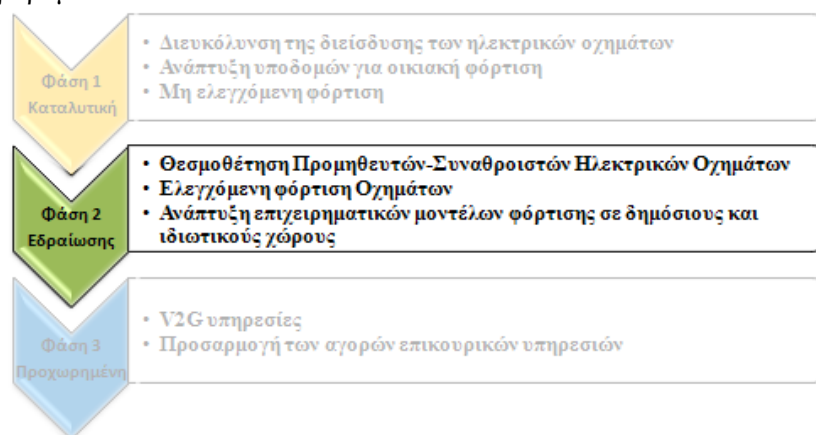 Φάση 1
Καταλυτική
• Διευκόλυνση της διείσδυσης των ηλεκτρικών οχημάτων
• Ανάπτυξη υποδομών για οικιακή φόρτιση
• Μη ελεγχόμενη φόρτιση
Φάση 2
Εδραίωσης
• Θεσμοθέτηση Προμηθευτών-Συναθροιστών Ηλεκτρικών Οχημάτων
• Ελεγχόμενη φόρτιση Οχημάτων
• Ανάπτυξη επιχειρηματικών μοντέλων φόρτισης σε δημόσιους και
ιδιωτικούς χώρους
Φάση 3
Προχωρημένη
• V2G υπηρεσίες
• Προσαρμογή των αγορών επικουρικών υπηρεσιών